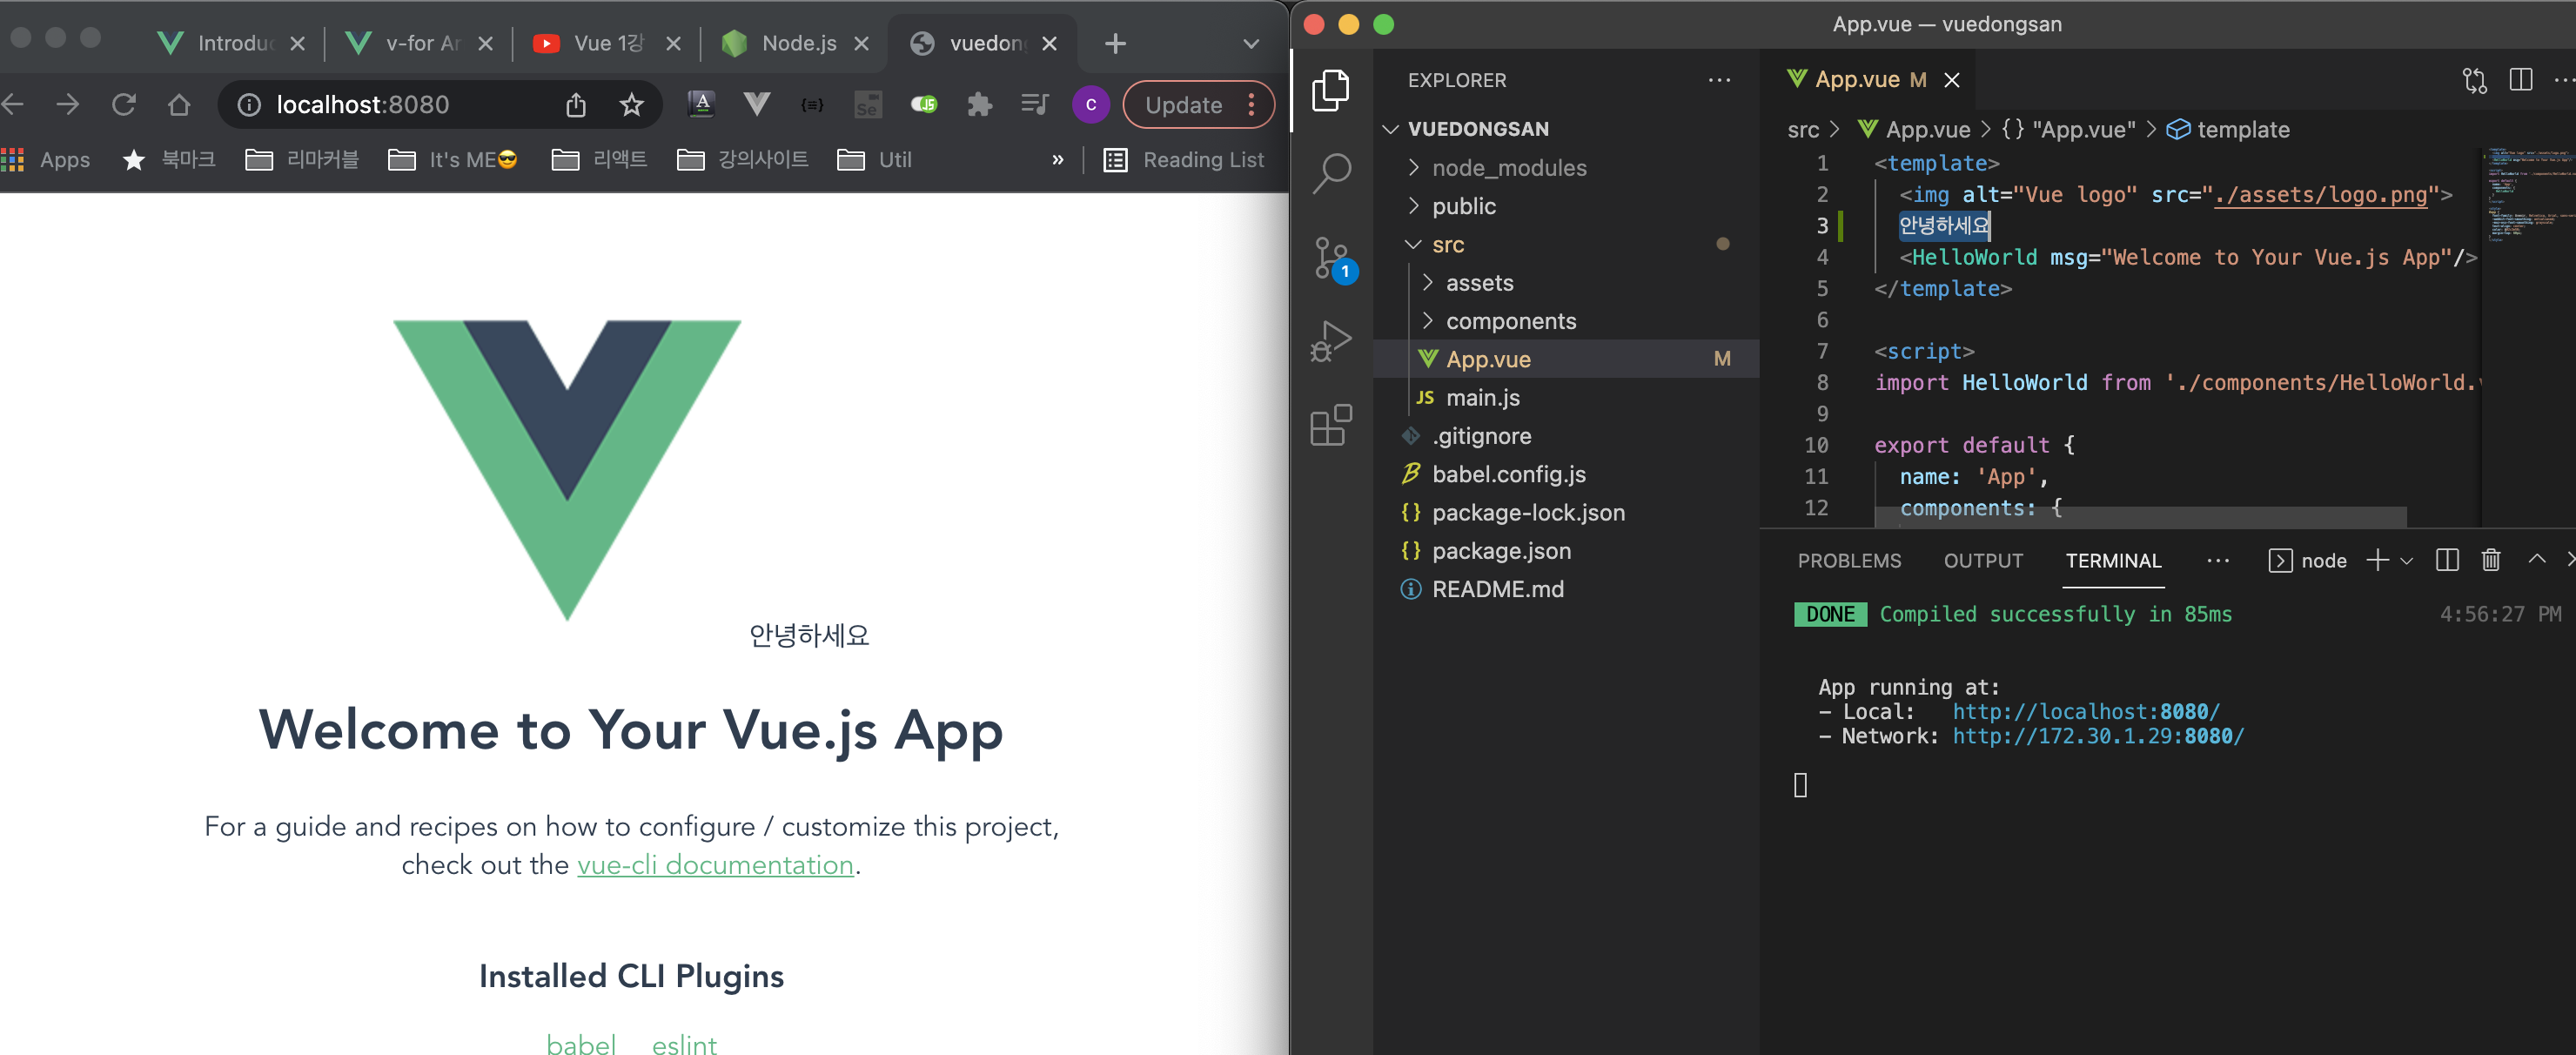 Introduc
v-for Ar
Vue 1강
Node.js
vuedong
localhost:8080
A
{≡}
Se
JS
C
Update
Apps
북마크
리마커블
It's ME😎
리액트
강의사이트
Util
»
Reading List
안녕하세요
Welcome to Your Vue.js App
For a guide and recipes on how to configure / customize this project,
check out the vue-cli documentation.
Installed CLI Plugins
babel eslint
App.vue — vuedongsan
1
EXPLORER
VUEDONGSAN
node_modules
public
src
assets
components
App.vue M
JS main.js
.gitignore
babel.config.js
{} package-lock.json
{} package.json
README.md
App.vue M
src > App.vue > {} "App.vue" > template
1 <template>
2 <img alt="Vue logo" src="./assets/logo.png">
3 안녕하세요
4 <HelloWorld msg="Welcome to Your Vue.js App"/>
5 </template>
6
7 <script>
8 import HelloWorld from './components/HelloWorld.v
9
10 export default {
11 name: 'App',
12 components: {
PROBLEMS OUTPUT TERMINAL ··· node
DONE Compiled successfully in 85ms 4:56:27 PM
App running at:
- Local: http://localhost:8080/
- Network: http://172.30.1.29:8080/